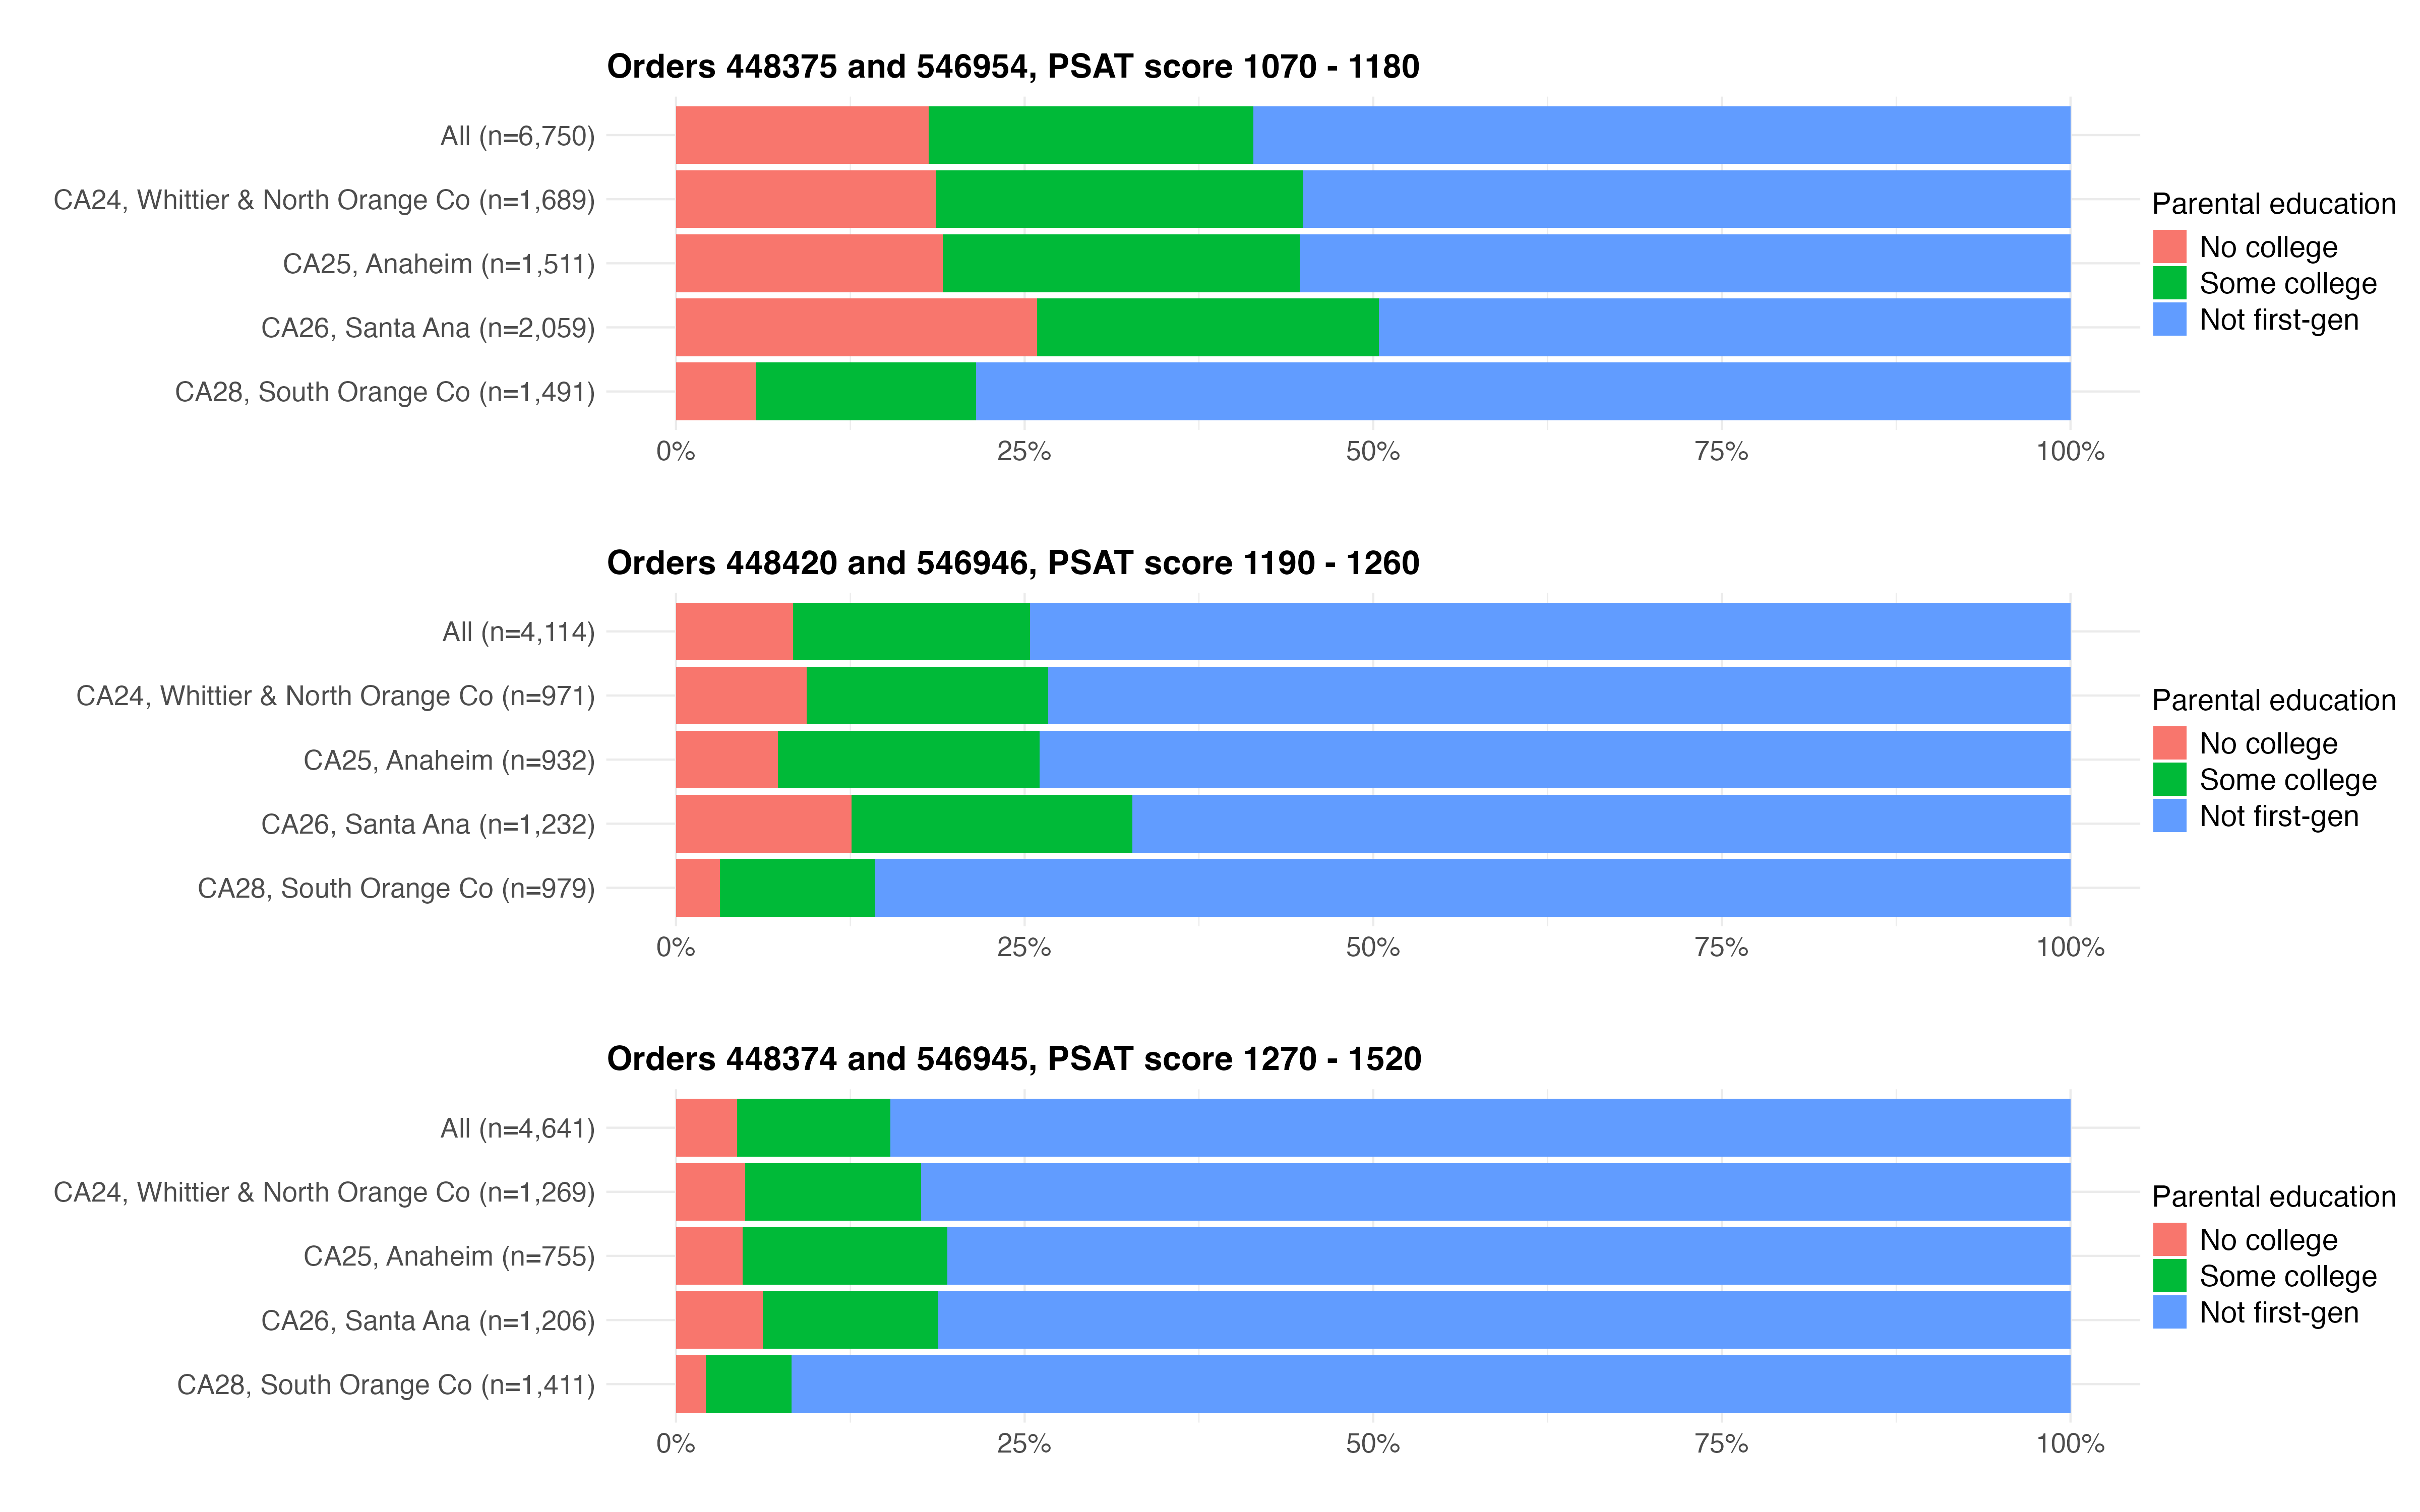 Orders 448375 and 546954, PSAT score 1070 - 1180
All (n=6,750)
CA24, Whittier & North Orange Co (n=1,689)
CA25, Anaheim (n=1,511)
CA26, Santa Ana (n=2,059)
CA28, South Orange Co (n=1,491)
0% 25% 50% 75% 100%
Parental education
No college
Some college
Not first-gen
Orders 448420 and 546946, PSAT score 1190 - 1260
All (n=4,114)
CA24, Whittier & North Orange Co (n=971)
CA25, Anaheim (n=932)
CA26, Santa Ana (n=1,232)
CA28, South Orange Co (n=979)
0% 25% 50% 75% 100%
Parental education
No college
Some college
Not first-gen
Orders 448374 and 546945, PSAT score 1270 - 1520
All (n=4,641)
CA24, Whittier & North Orange Co (n=1,269)
CA25, Anaheim (n=755)
CA26, Santa Ana (n=1,206)
CA28, South Orange Co (n=1,411)
0% 25% 50% 75% 100%
Parental education
No college
Some college
Not first-gen